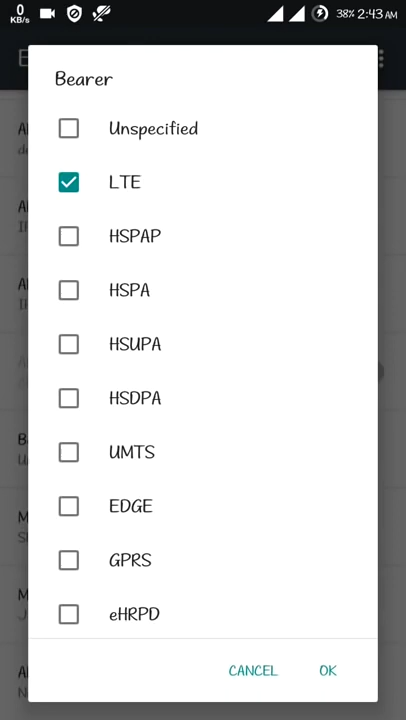 0
KB/s
38% 2:43 AM
Bearer
Unspecified
LTE
HSPAP
HSPA
HSUPA
HSDPA
UMTS
EDGE
GPRS
eHRPD
CANCEL OK